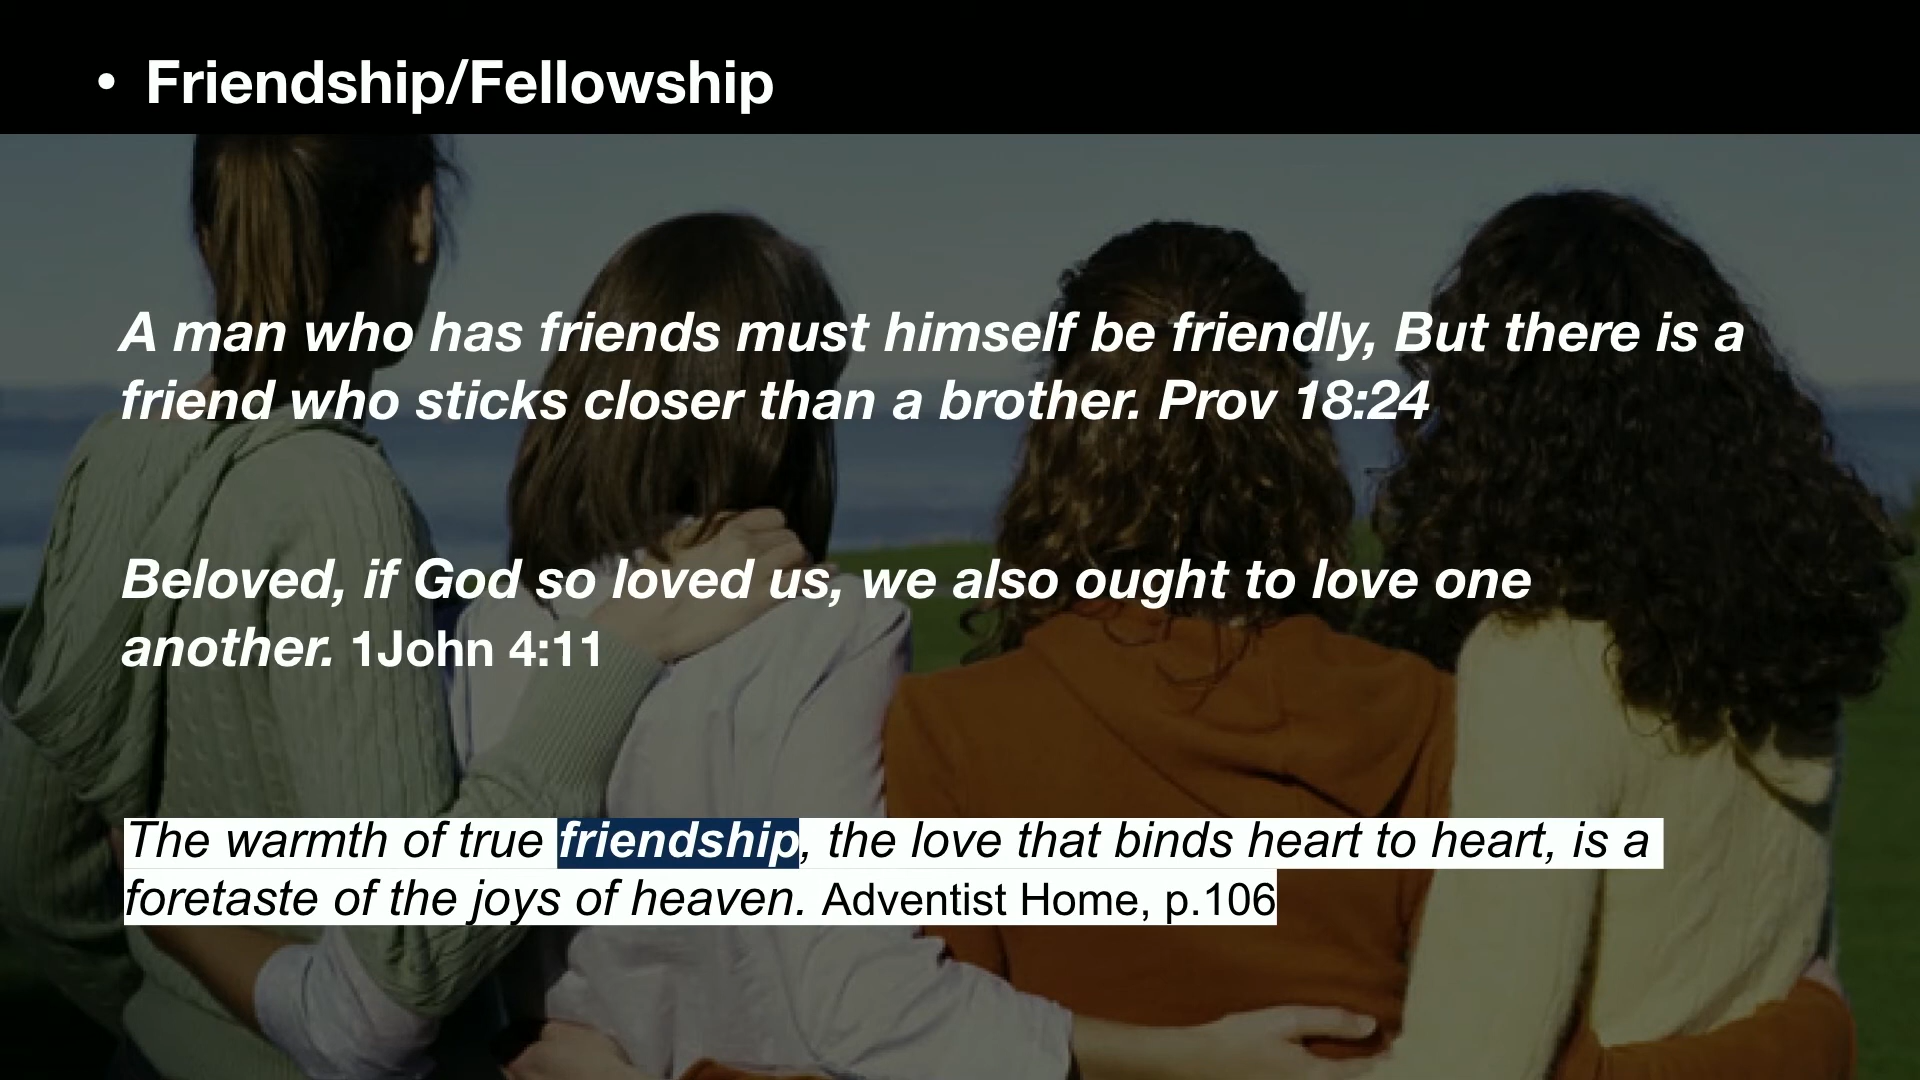 • Friendship/Fellowship
A man who has friends must himself be friendly, But there is a
friend who sticks closer than a brother. Prov 18:24
Beloved, if God so loved us, we also ought to love one
another. 1John 4:11
The warmth of true friendship, the love that binds heart to heart, is a
foretaste of the joys of heaven. Adventist Home, p.106